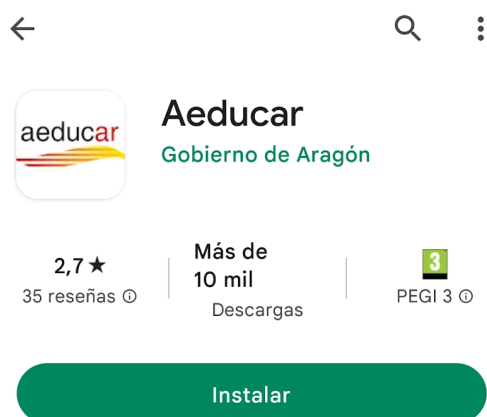 aeducar
Aeducar
Gobierno de Aragón
2,7★
35 reseñas
Más de
10 mil
Descargas
3
PEGI 3
Instalar